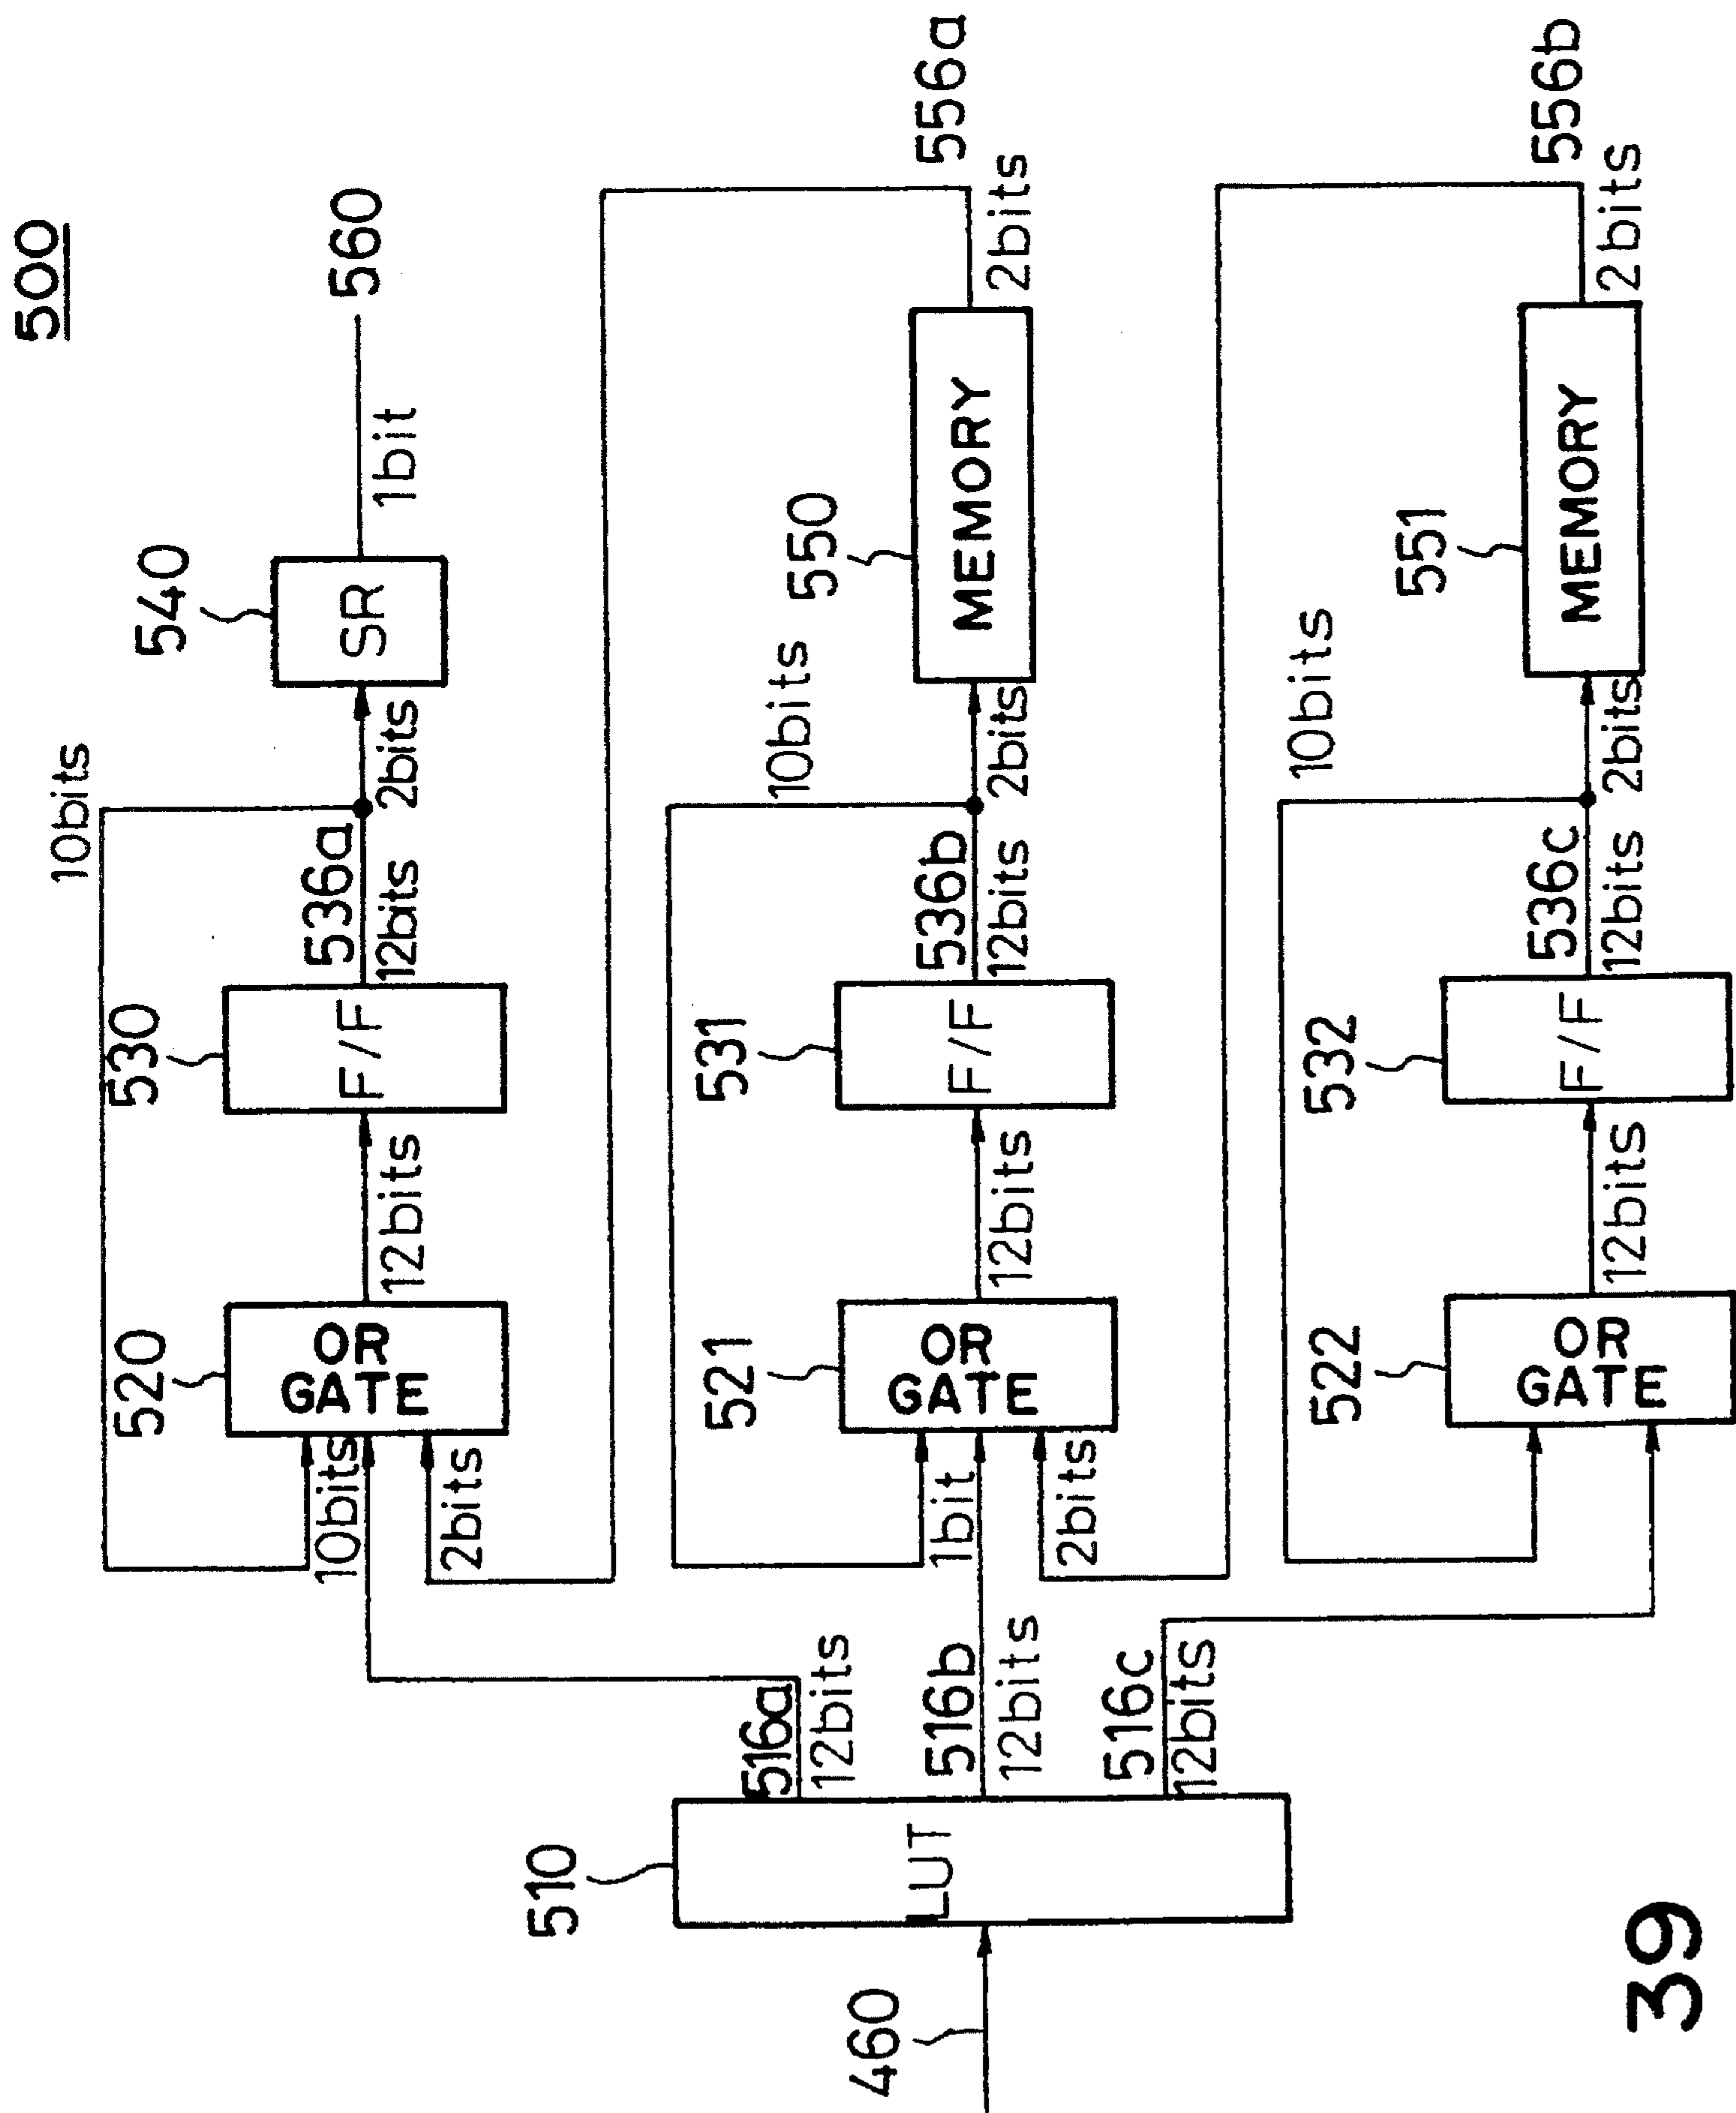 500
10bits
520
OR
GATE
10bits
2bits
12bits
530
F/F
536a
12bits
2bits
540
SR
1bit
560
510
LUT
460
516a
12bits
516b
12bits
516c
12bits
521
OR
GATE
1bit
2bits
12bits
531
F/F
536b
12bits
10bits
2bits
550
MEMORY
2bits
556a
522
OR
GATE
12bits
532
F/F
536c
12bits
10bits
2bits
551
MEMORY
2bits
556b
39